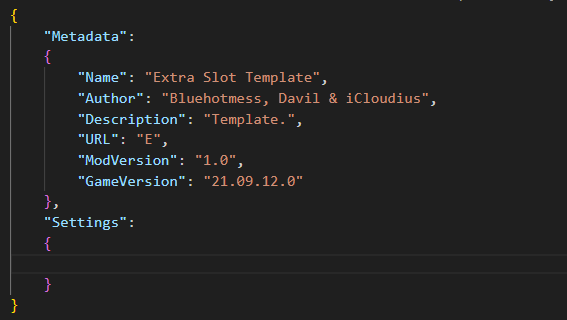 {
"Metadata":
{
"Name": "Extra Slot Template",
"Author": "Bluehotmess, Davil & iCloudius",
"Description": "Template.",
"URL": "E",
"ModVersion": "1.0",
"GameVersion": "21.09.12.0"
},
"Settings":
{
}
}